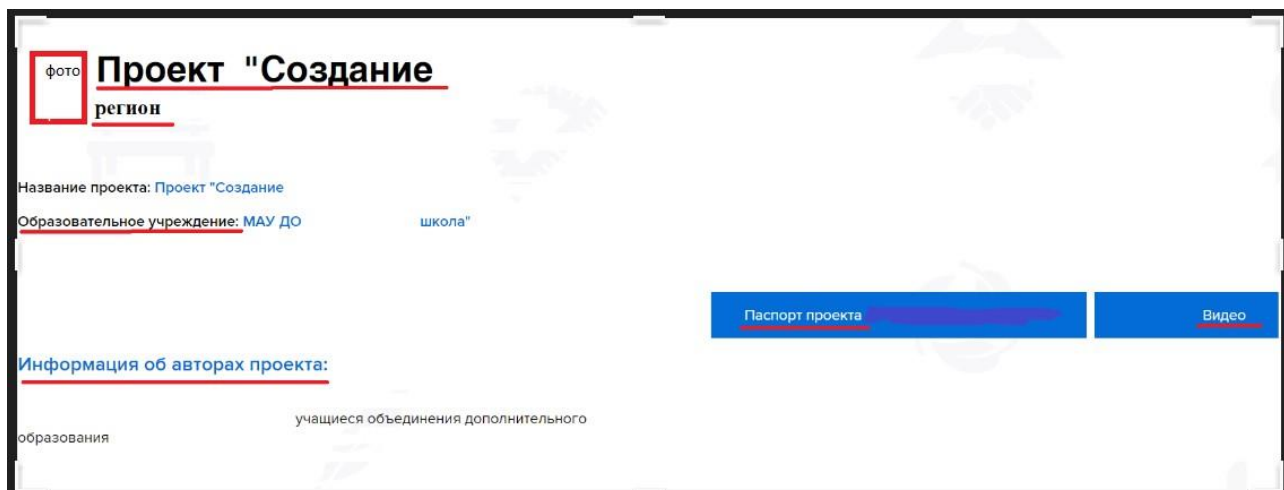 фото
Проект "Создание
регион
Название проекта: Проект "Создание
Образовательное учреждение: МАУ ДО школа"
Паспорт проекта
Видео
Информация об авторах проекта:
учащиеся объединения дополнительного
образования